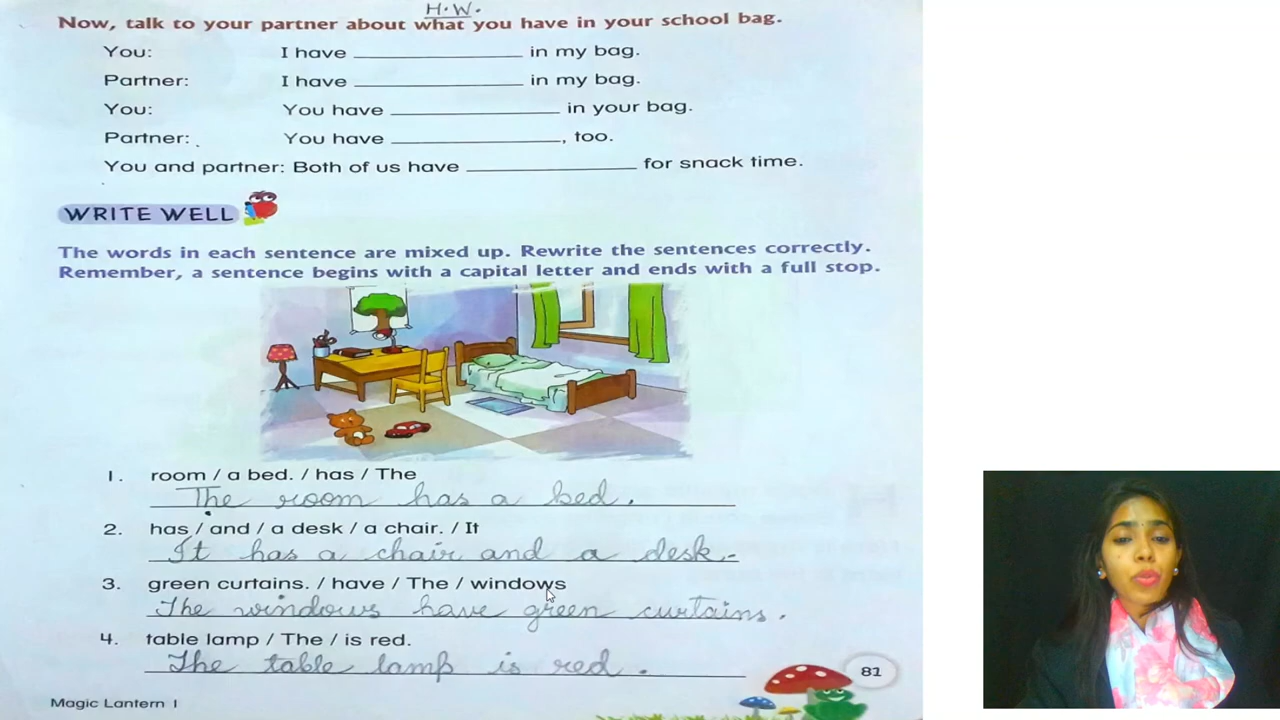 H.W.
Now, talk to your partner about what you have in your school bag.
You: I have ____________ in my bag.
Partner: I have ____________ in my bag.
You: You have ____________ in your bag.
Partner: You have ____________, too.
You and partner: Both of us have ____________ for snack time.
WRITE WELL
The words in each sentence are mixed up. Rewrite the sentences correctly.
Remember, a sentence begins with a capital letter and ends with a full stop.
1. room / a bed. / has / The
The room has a bed.
2. has / and / a desk / a chair. / It
It has a chair and a desk.
3. green curtains. / have / The / windows
The windows have green curtains.
4. table lamp / The / is red.
The table lamp is red.
81
Magic Lantern 1